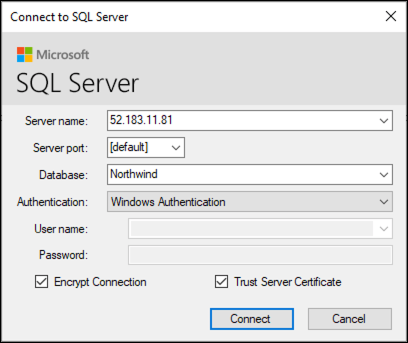 Connect to SQL Server
Microsoft
SQL Server
Server name: 52.183.11.81
Server port: [default]
Database: Northwind
Authentication: Windows Authentication
User name:
Password:
Encrypt Connection Trust Server Certificate
Connect Cancel